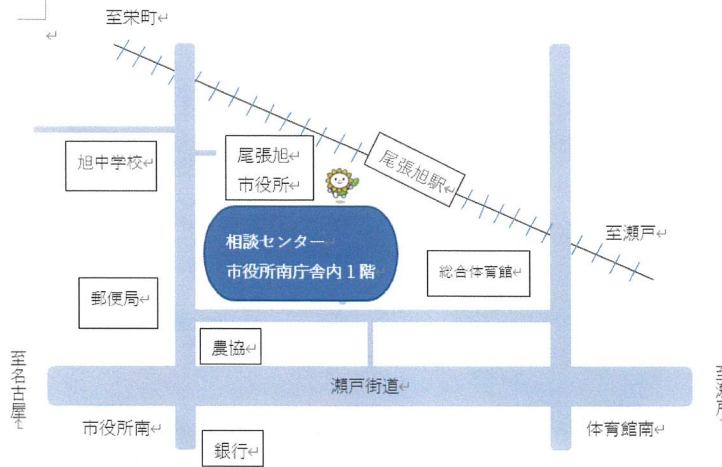 至栄町
尾張旭
市役所
旭中学校
尾張旭駅
至瀬戸
相談センター
市役所南庁舎内１階
総合体育館
郵便局
農協
至名古屋
瀬戸街道
至瀬戸
市役所南
体育館南
銀行